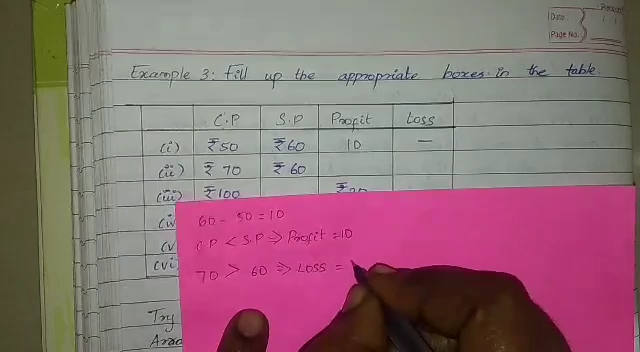 Date
Page No.
Example 3: Fill up the appropriate boxes in the table.
C.P S.P Profit Loss
(i) ₹50 ₹60 10 —
(ii) ₹ 70 ₹ 60
(iii) ₹100
60 - 50 = 10
C.P < S.P ⇒ Profit = 10
70 > 60 ⇒ Loss =
(vi)
Try